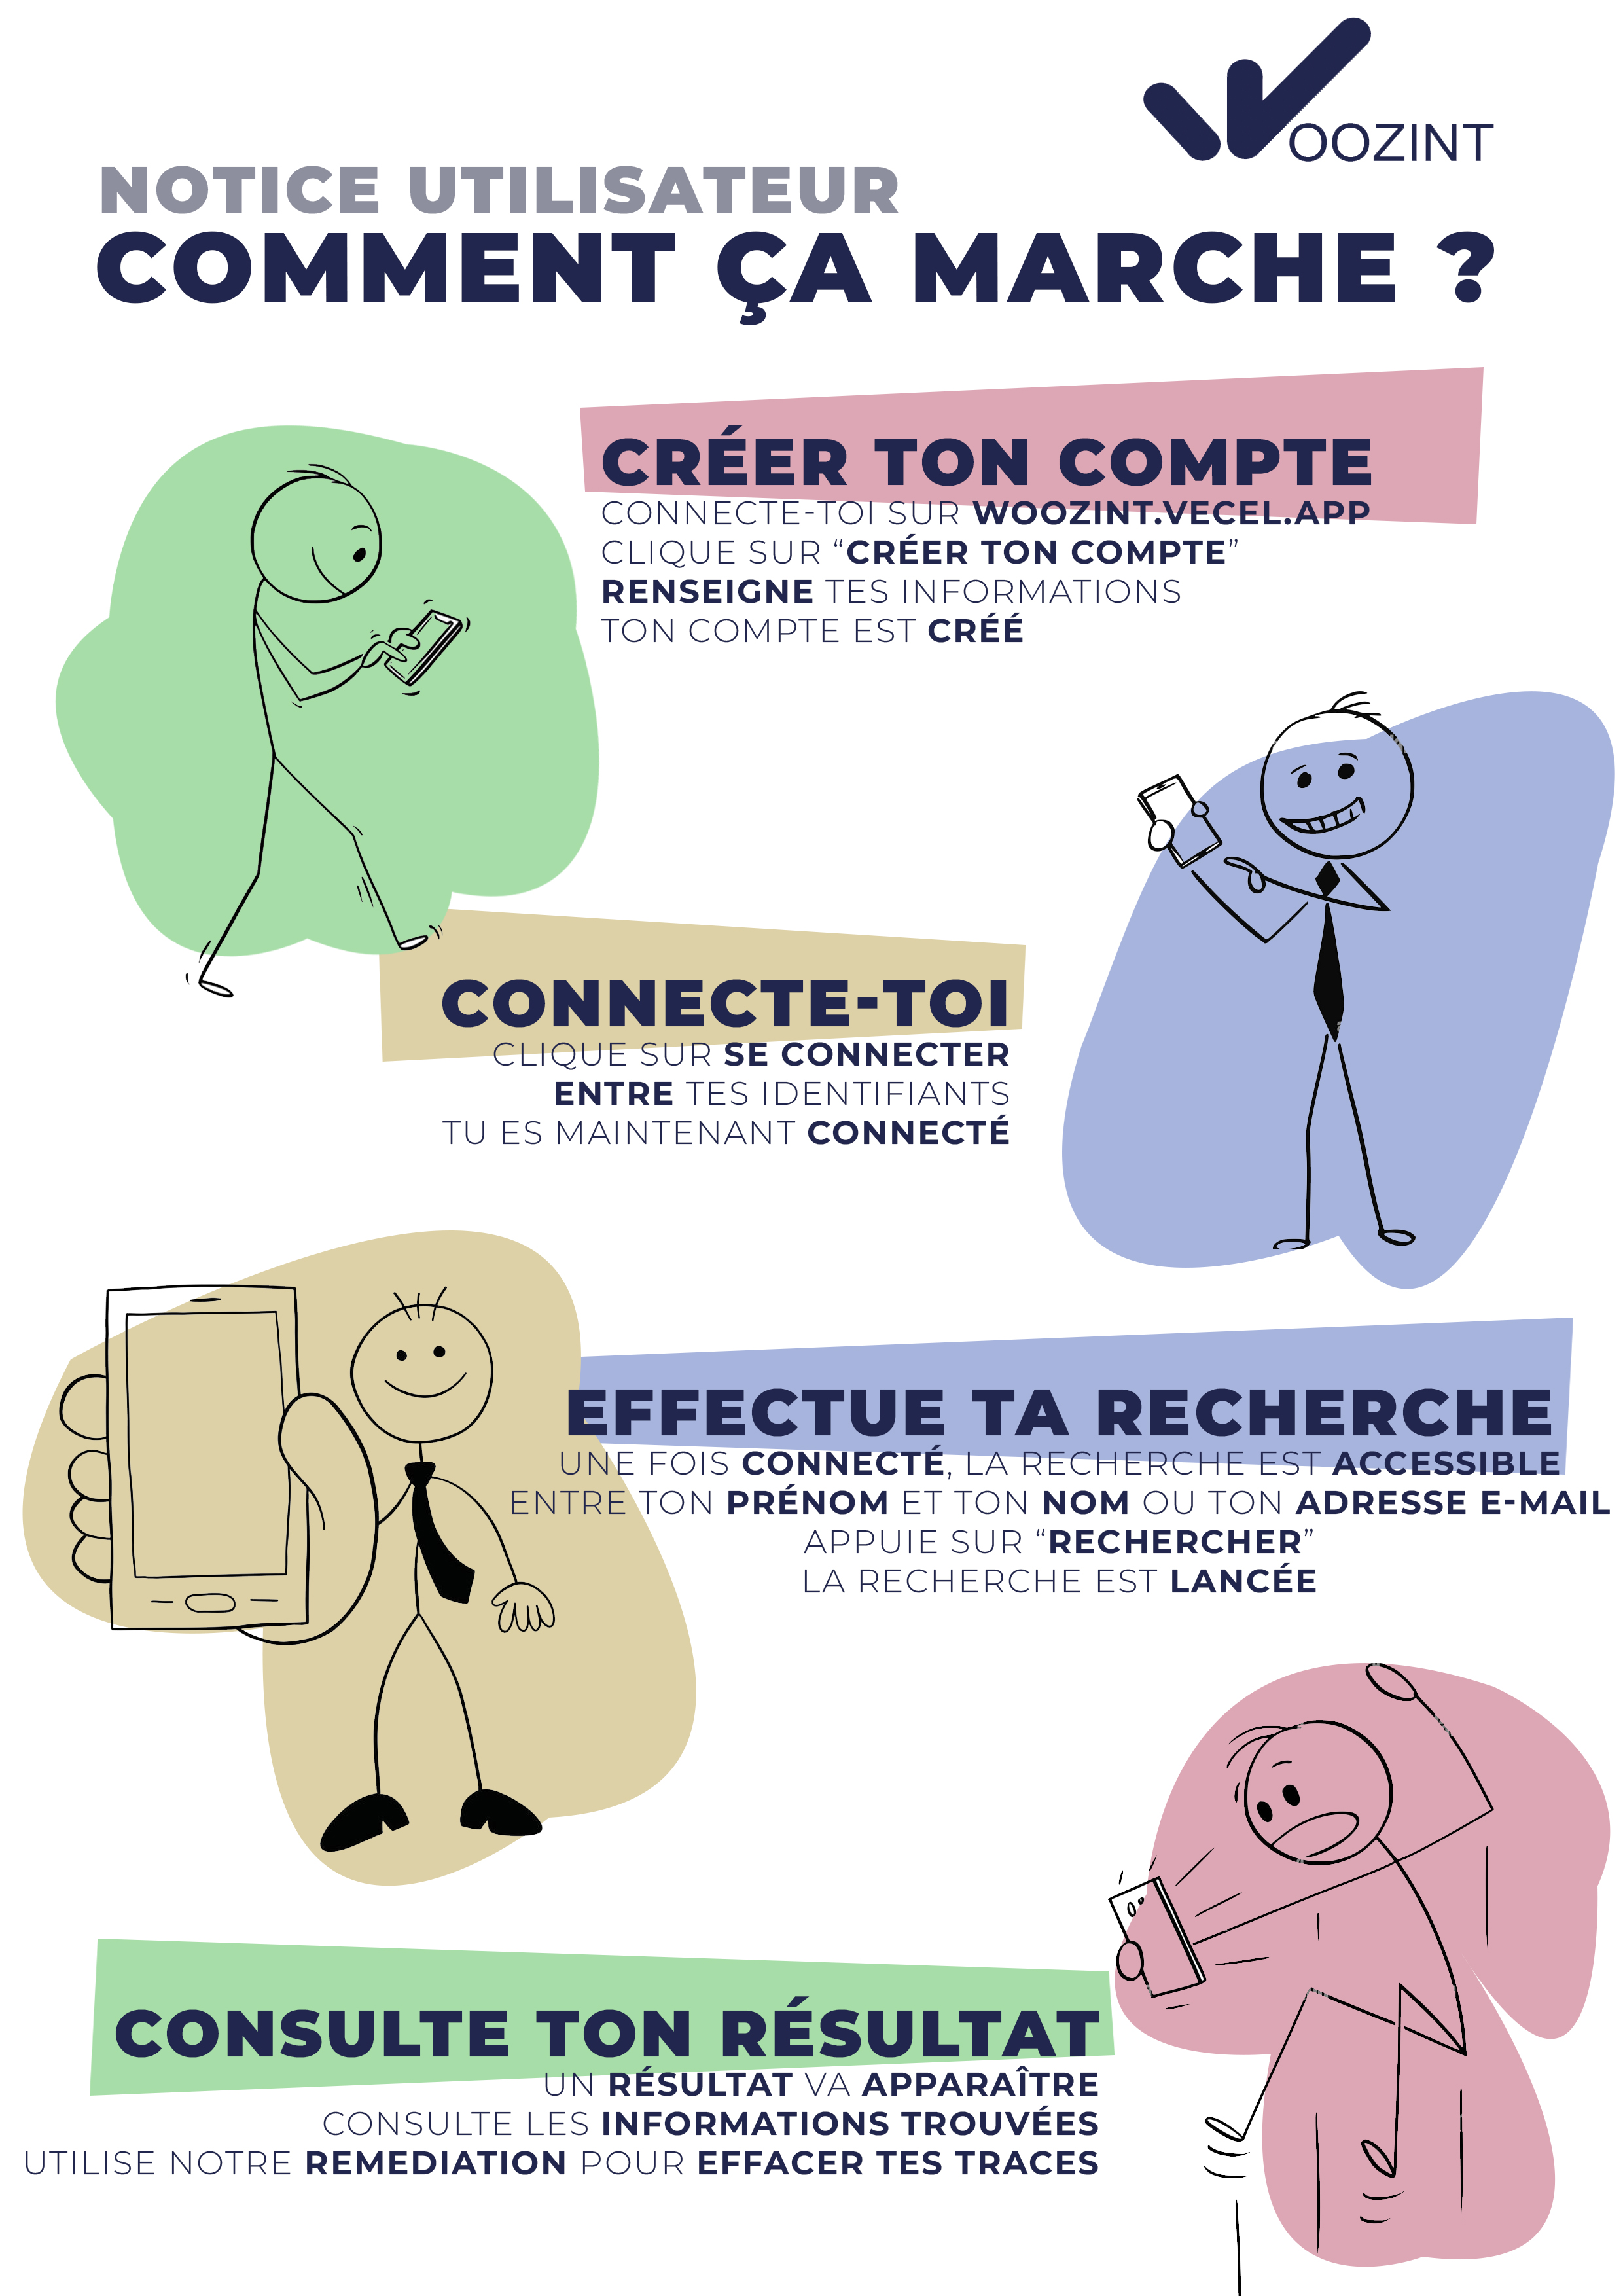 WOOZINT
NOTICE UTILISATEUR
COMMENT ÇA MARCHE ?
CRÉER TON COMPTE
CONNECTE-TOI SUR WOOZINT.VECEL.APP
CLIQUE SUR “CRÉER TON COMPTE”
RENSEIGNE TES INFORMATIONS
TON COMPTE EST CRÉÉ
CONNECTE-TOI
CLIQUE SUR SE CONNECTER
ENTRE TES IDENTIFIANTS
TU ES MAINTENANT CONNECTÉ
EFFECTUE TA RECHERCHE
UNE FOIS CONNECTÉ, LA RECHERCHE EST ACCESSIBLE
ENTRE TON PRÉNOM ET TON NOM OU TON ADRESSE E-MAIL
APPUIE SUR “RECHERCHER”
LA RECHERCHE EST LANCÉE
CONSULTE TON RÉSULTAT
UN RÉSULTAT VA APPARAÎTRE
CONSULTE LES INFORMATIONS TROUVÉES
UTILISE NOTRE REMEDIATION POUR EFFACER TES TRACES